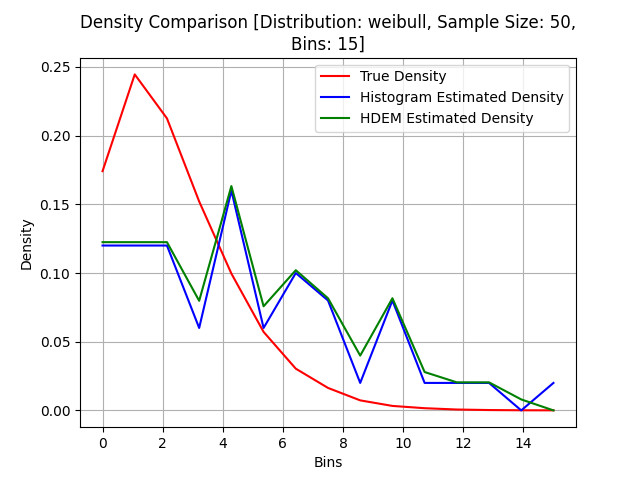 Density Comparison [Distribution: weibull, Sample Size: 50,
Bins: 15]
True Density
Histogram Estimated Density
HDEM Estimated Density
Density
0.25
0.20
0.15
0.10
0.05
0.00
0 2 4 6 8 10 12 14
Bins